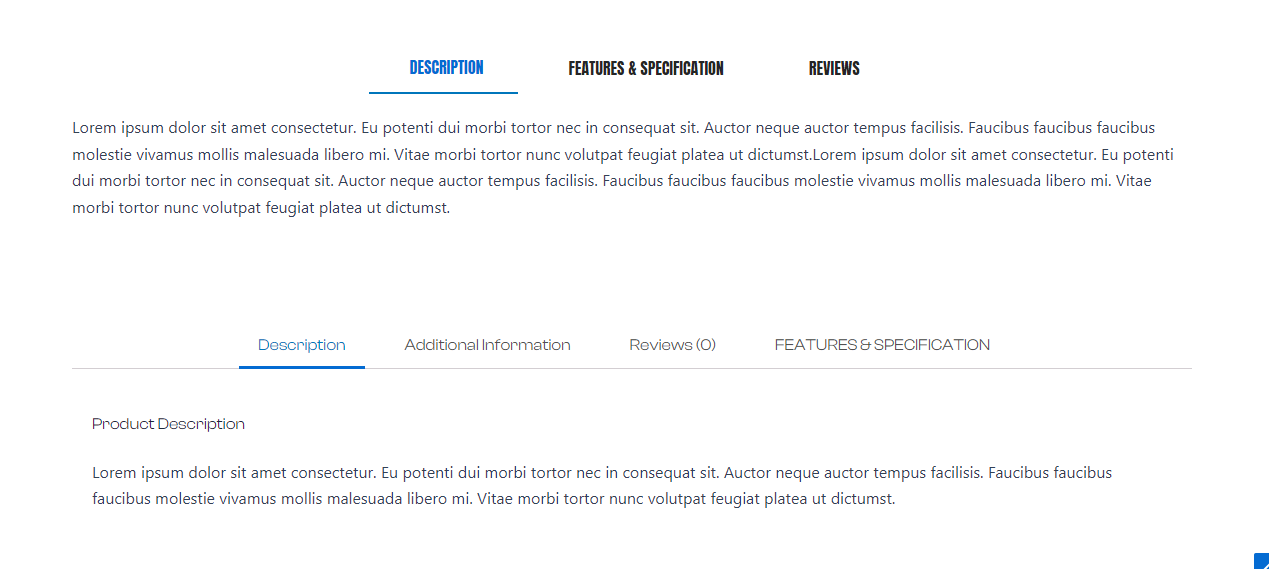 DESCRIPTION FEATURES & SPECIFICATION REVIEWS
Lorem ipsum dolor sit amet consectetur. Eu potenti dui morbi tortor nec in consequat sit. Auctor neque auctor tempus facilisis. Faucibus faucibus faucibus
molestie vivamus mollis malesuada libero mi. Vitae morbi tortor nunc volutpat feugiat platea ut dictumst.Lorem ipsum dolor sit amet consectetur. Eu potenti
dui morbi tortor nec in consequat sit. Auctor neque auctor tempus facilisis. Faucibus faucibus faucibus molestie vivamus mollis malesuada libero mi. Vitae
morbi tortor nunc volutpat feugiat platea ut dictumst.
Description Additional Information Reviews (0) FEATURES & SPECIFICATION
Product Description
Lorem ipsum dolor sit amet consectetur. Eu potenti dui morbi tortor nec in consequat sit. Auctor neque auctor tempus facilisis. Faucibus faucibus
faucibus molestie vivamus mollis malesuada libero mi. Vitae morbi tortor nunc volutpat feugiat platea ut dictumst.